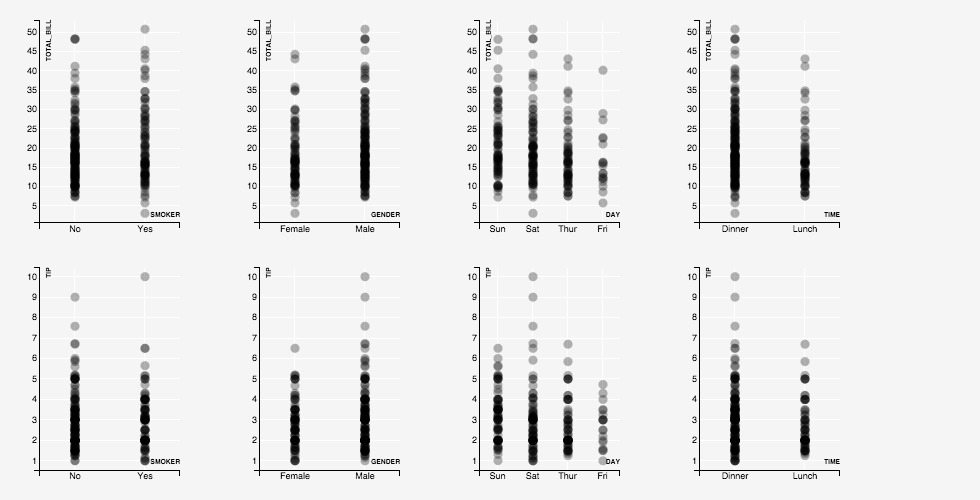 TOTAL_BILL TOTAL_BILL TOTAL_BILL TOTAL_BILL
50 50 50 50
45 45 45 45
40 40 40 40
35 35 35 35
30 30 30 30
25 25 25 25
20 20 20 20
15 15 15 15
10 10 10 10
5 5 5 5
SMOKER GENDER DAY TIME
No Yes Female Male Sun Sat Thur Fri Dinner Lunch
TIP TIP TIP TIP
10 10 10 10
9 9 9 9
8 8 8 8
7 7 7 7
6 6 6 6
5 5 5 5
4 4 4 4
3 3 3 3
2 2 2 2
1 1 1 1
SMOKER GENDER DAY TIME
No Yes Female Male Sun Sat Thur Fri Dinner Lunch